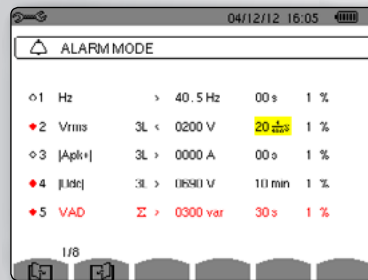 04/12/12 16:05
ALARM MODE
1 Hz > 40.5 Hz 00 s 1 %
2 Vrms 3L < 0200 V 20 s 1 %
3 |Apk+| 3L > 0000 A 00 s 1 %
4 |Udc| 3L > 0690 V 10 min 1 %
5 VAD Σ > 0300 var 30 s 1 %
1/8